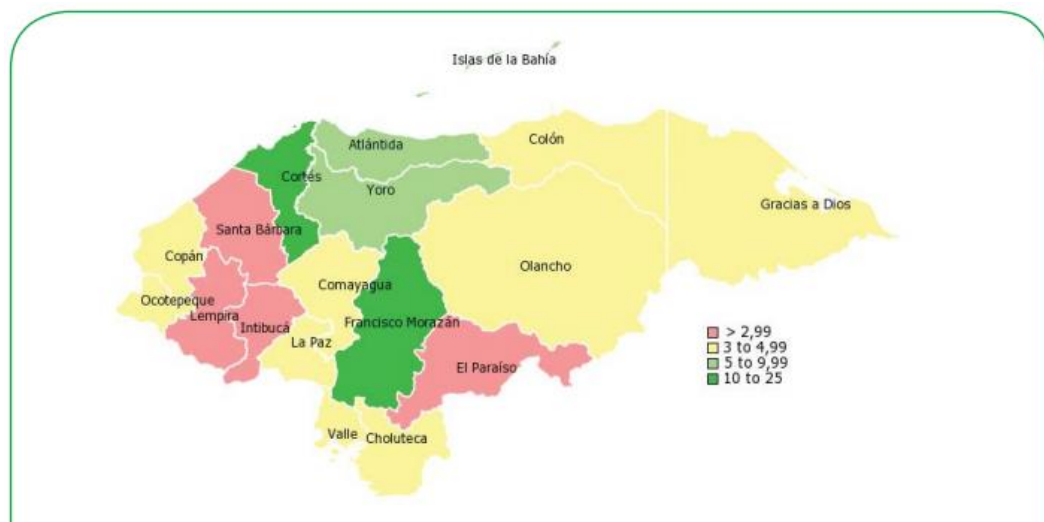 Islas de la Bahía
Atlántida
Colón
Cortés
Yoro
Gracias a Dios
Santa Bárbara
Copán
Olancho
Comayagua
Ocotepeque
Lempira
Intibucá
Francisco Morazán
La Paz
El Paraíso
Valle
Choluteca
> 2,99
3 to 4,99
5 to 9,99
10 to 25